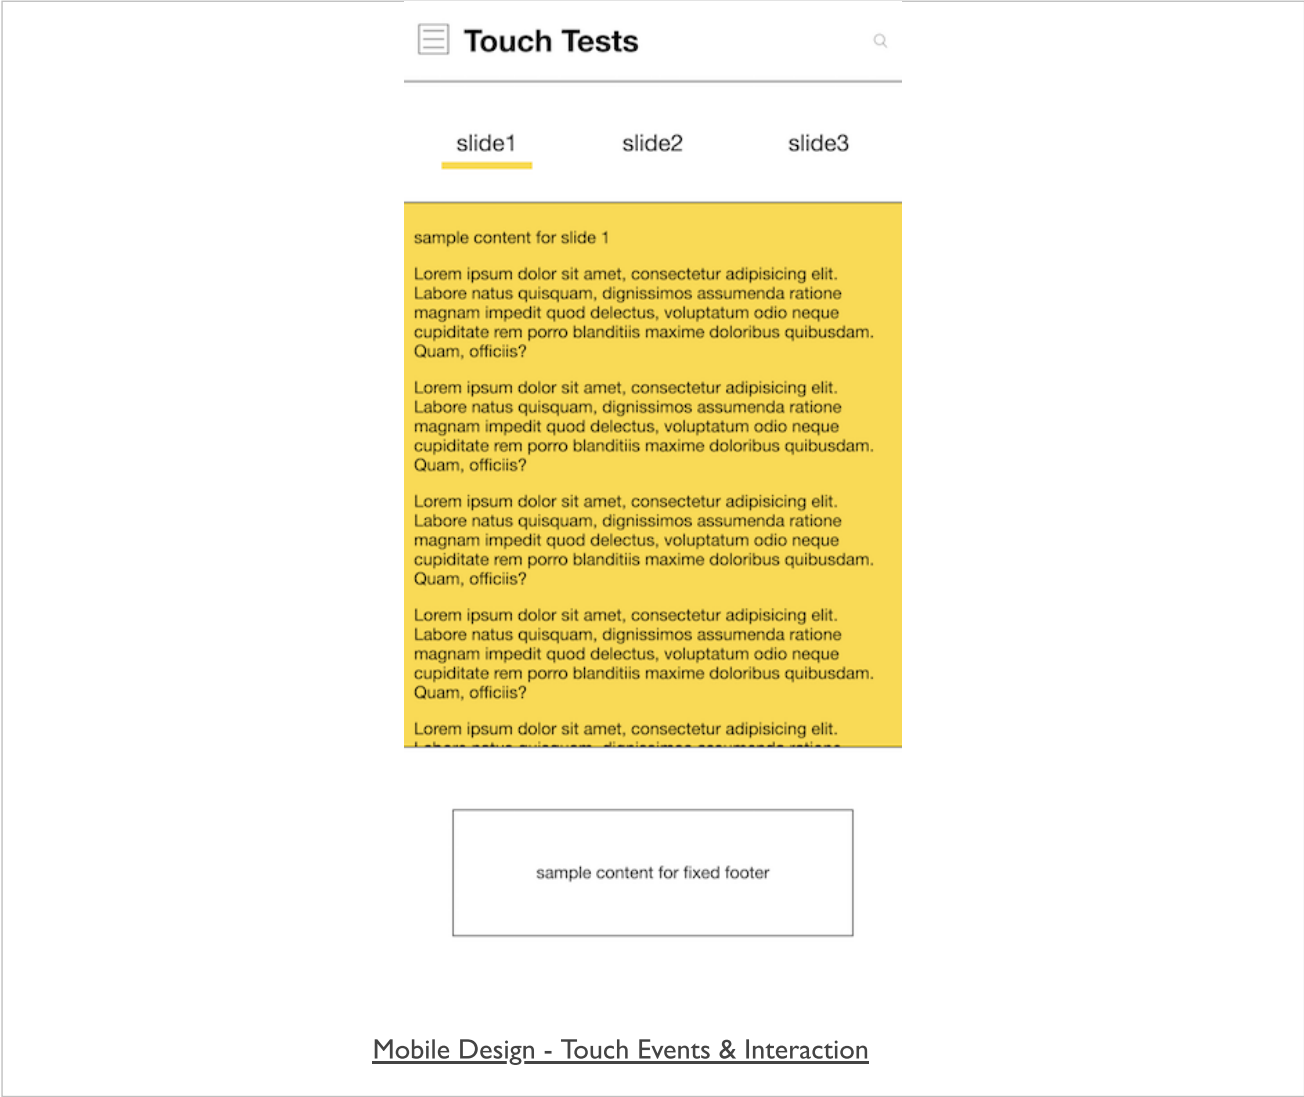 Touch Tests
slide1 slide2 slide3
sample content for slide 1
Lorem ipsum dolor sit amet, consectetur adipisicing elit.
Labore natus quisquam, dignissimos assumenda ratione
magnam impedit quod delectus, voluptatum odio neque
cupiditate rem porro blanditiis maxime doloribus quibusdam.
Quam, officiis?
Lorem ipsum dolor sit amet, consectetur adipisicing elit.
Labore natus quisquam, dignissimos assumenda ratione
magnam impedit quod delectus, voluptatum odio neque
cupiditate rem porro blanditiis maxime doloribus quibusdam.
Quam, officiis?
Lorem ipsum dolor sit amet, consectetur adipisicing elit.
Labore natus quisquam, dignissimos assumenda ratione
magnam impedit quod delectus, voluptatum odio neque
cupiditate rem porro blanditiis maxime doloribus quibusdam.
Quam, officiis?
Lorem ipsum dolor sit amet, consectetur adipisicing elit.
Labore natus quisquam, dignissimos assumenda ratione
magnam impedit quod delectus, voluptatum odio neque
cupiditate rem porro blanditiis maxime doloribus quibusdam.
Quam, officiis?
Lorem ipsum dolor sit amet, consectetur adipisicing elit.
sample content for fixed footer
Mobile Design - Touch Events & Interaction